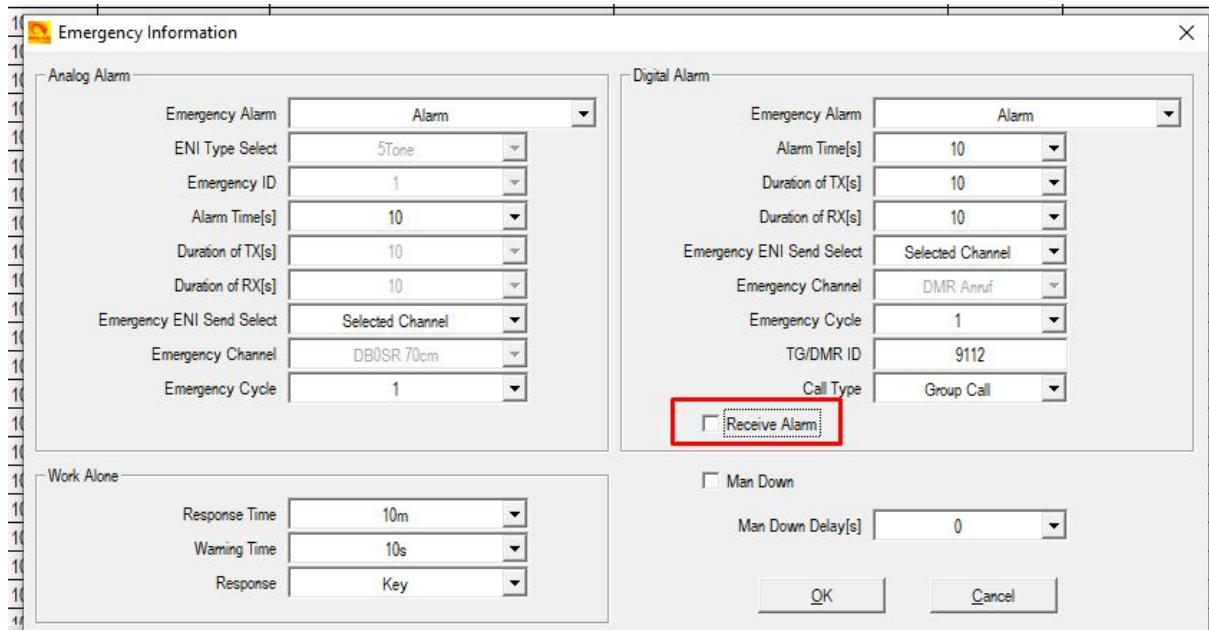 Emergency Information
Analog Alarm
Emergency Alarm Alarm
ENI Type Select 5Tone
Emergency ID 1
Alarm Time[s] 10
Duration of TX[s] 10
Duration of RX[s] 10
Emergency ENI Send Select Selected Channel
Emergency Channel DB0SR 70cm
Emergency Cycle 1
Digital Alarm
Emergency Alarm Alarm
Alarm Time[s] 10
Duration of TX[s] 10
Duration of RX[s] 10
Emergency ENI Send Select Selected Channel
Emergency Channel DMR Anruf
Emergency Cycle 1
TG/DMR ID 9112
Call Type Group Call
Receive Alarm
Work Alone
Response Time 10m
Warning Time 10s
Response Key
Man Down
Man Down Delay[s] 0
OK Cancel